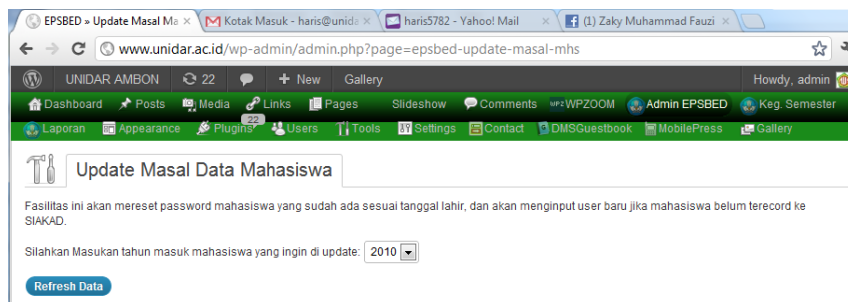 EPSBED » Update Masal Ma
Kotak Masuk - haris@unida
haris5782 - Yahoo! Mail
(1) Zaky Muhammad Fauzi
www.unidar.ac.id/wp-admin/admin.php?page=epsbed-update-masal-mhs
UNIDAR AMBON 22 + New Gallery Howdy, admin
Dashboard Posts Media Links Pages Slideshow Comments WPZ WPZOOM Admin EPSBED Keg. Semester
Laporan Appearance Plugins 22 Users Tools Settings Contact DMSGuestbook MobilePress Gallery
Update Masal Data Mahasiswa
Fasilitas ini akan mereset password mahasiswa yang sudah ada sesuai tanggal lahir, dan akan menginput user baru jika mahasiswa belum terecord ke
SIAKAD.
Silahkan Masukan tahun masuk mahasiswa yang ingin di update: 2010
Refresh Data